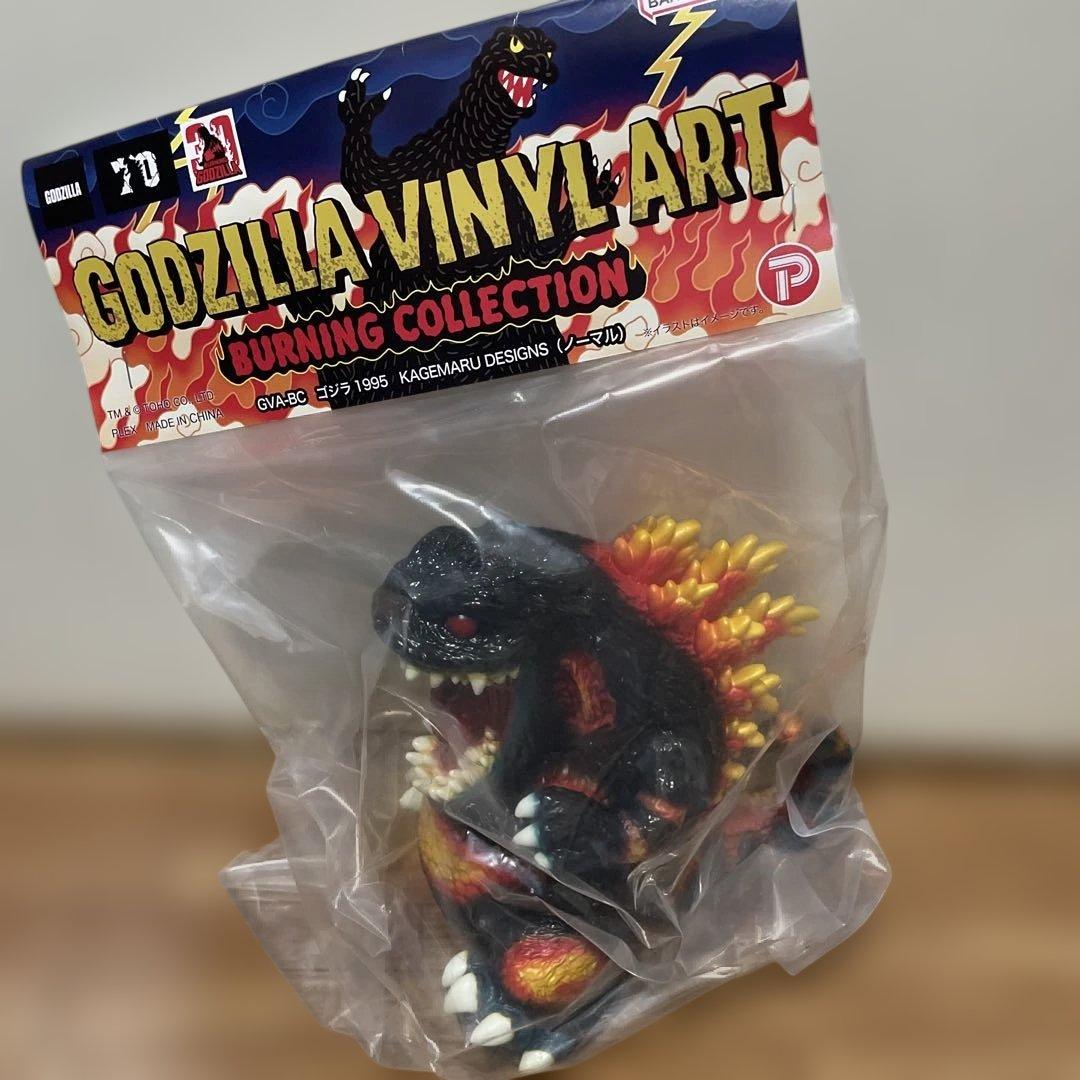 GODZILLA
70
GODZILLA
GODZILLA VINYL ART
BURNING COLLECTION
GVA-BC ゴジラ 1995 KAGEMARU DESIGNS (ノーマル)
※イラストはイメージです。
TM & © TOHO CO., LTD
PLEX MADE IN CHINA